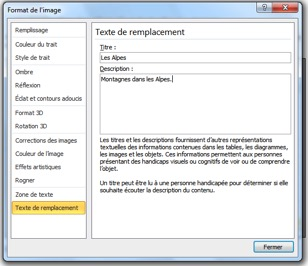 Format de l'image
Remplissage
Couleur du trait
Style de trait
Ombre
Réflexion
Éclat et contours adoucis
Format 3D
Rotation 3D
Corrections des images
Couleur de l'image
Effets artistiques
Rogner
Zone de texte
Texte de remplacement
Texte de remplacement
Titre :
Les Alpes
Description :
Montagnes dans les Alpes.
Les titres et les descriptions fournissent d'autres représentations
textuelles des informations contenues dans les tables, les diagrammes,
les images et les objets. Ces informations permettent aux personnes
présentant des handicaps visuels ou cognitifs de voir ou de comprendre
l'objet.
Un titre peut être lu à une personne handicapée pour déterminer si elle
souhaite écouter la description du contenu.
Fermer